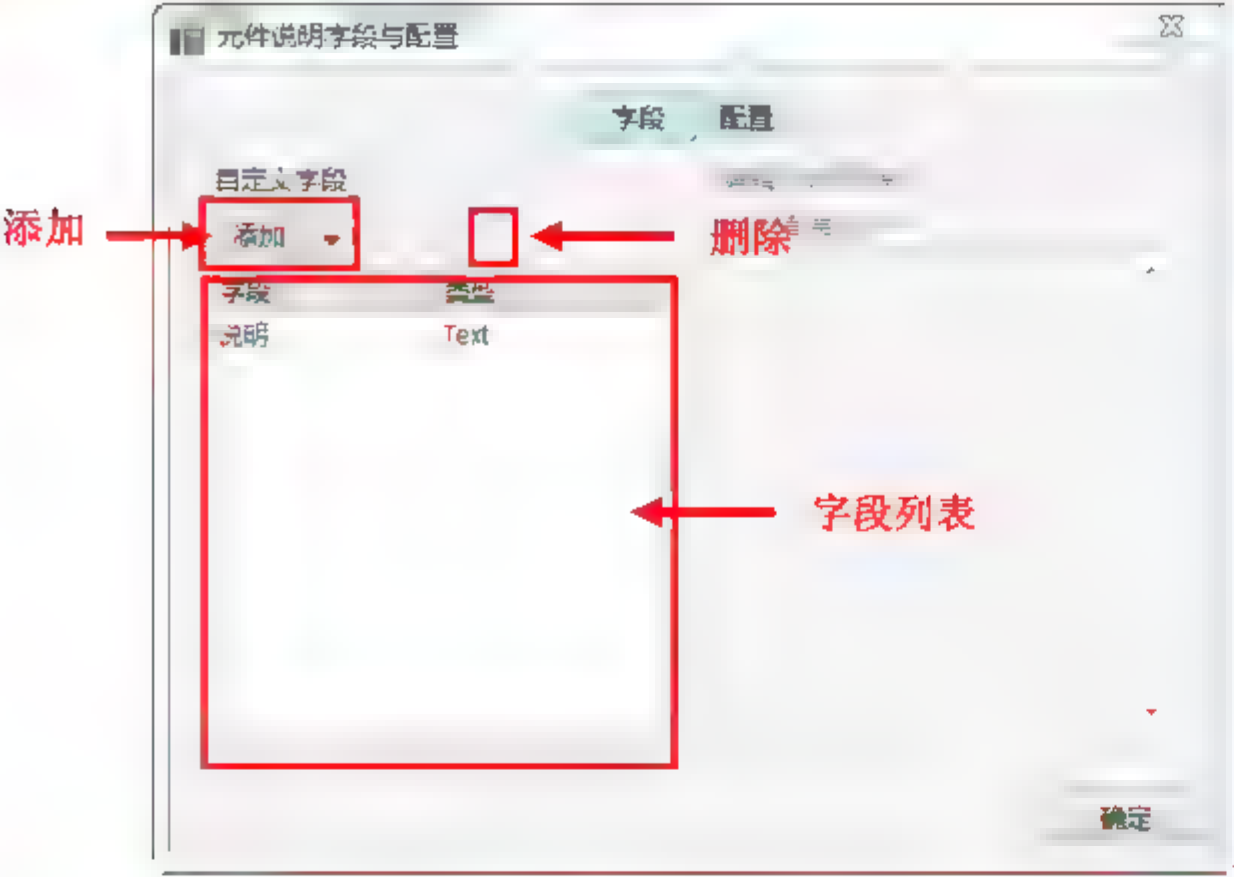 元件说明字段与配置
字段 配置
自定义字段
添加 添加 删除
字段 类型
说明 Text
字段列表
确定